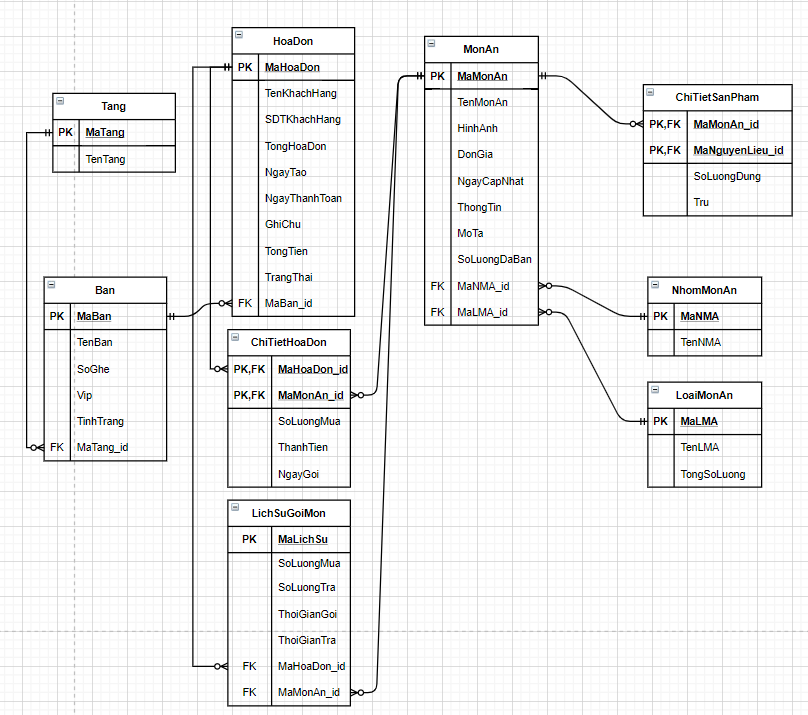 Tang
PK MaTang
TenTang
Ban
PK MaBan
TenBan
SoGhe
Vip
TinhTrang
FK MaTang_id
HoaDon
PK MaHoaDon
TenKhachHang
SDTKhachHang
TongHoaDon
NgayTao
NgayThanhToan
GhiChu
TongTien
TrangThai
FK MaBan_id
ChiTietHoaDon
PK,FK MaHoaDon_id
PK,FK MaMonAn_id
SoLuongMua
ThanhTien
NgayGoi
LichSuGoiMon
PK MaLichSu
SoLuongMua
SoLuongTra
ThoiGianGoi
ThoiGianTra
FK MaHoaDon_id
FK MaMonAn_id
MonAn
PK MaMonAn
TenMonAn
HinhAnh
DonGia
NgayCapNhat
ThongTin
MoTa
SoLuongDaBan
FK MaNMA_id
FK MaLMA_id
ChiTietSanPham
PK,FK MaMonAn_id
PK,FK MaNguyenLieu_id
SoLuongDung
Tru
NhomMonAn
PK MaNMA
TenNMA
LoaiMonAn
PK MaLMA
TenLMA
TongSoLuong